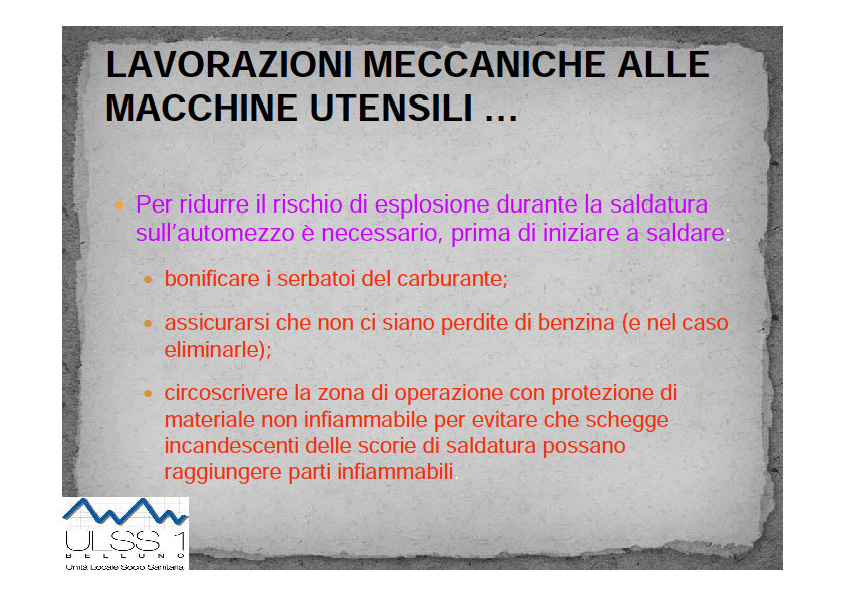 LAVORAZIONI MECCANICHE ALLE
MACCHINE UTENSILI ...
Per ridurre il rischio di esplosione durante la saldatura
sull'automezzo è necessario, prima di iniziare a saldare:
bonificare i serbatoi del carburante;
assicurarsi che non ci siano perdite di benzina (e nel caso
eliminarle);
circoscrivere la zona di operazione con protezione di
materiale non infiammabile per evitare che schegge
incandescenti delle scorie di saldatura possano
raggiungere parti infiammabili.
ULSS 1
BELLUNO
Unità Locale Socio Sanitaria